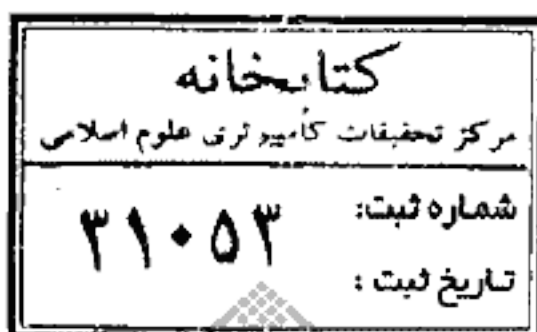 کتابخانه
مرکز تحقیقات کامپیوتری علوم اسلامی
شماره ثبت: ۳۱۰۵۳
تاریخ ثبت :